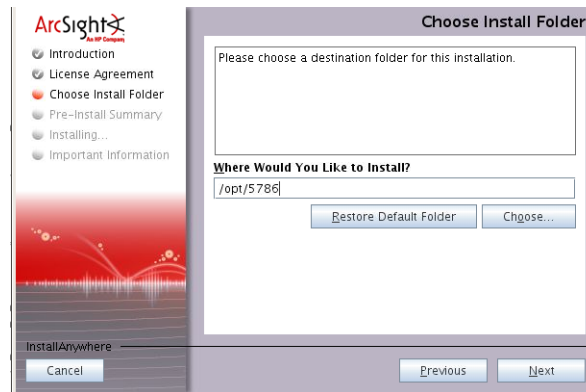 ArcSight
An HP Company
Choose Install Folder
Introduction
License Agreement
Choose Install Folder
Pre-Install Summary
Installing...
Important Information
Please choose a destination folder for this installation.
Where Would You Like to Install?
/opt/5786
Restore Default Folder
Choose...
InstallAnywhere
Cancel
Previous
Next